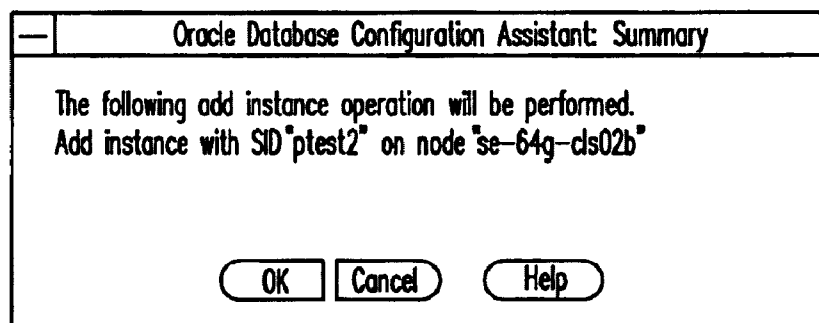 Oracle Database Configuration Assistant: Summary
The following add instance operation will be performed.
Add instance with SID "ptest2" on node "se-64g-cls02b"
OK Cancel Help